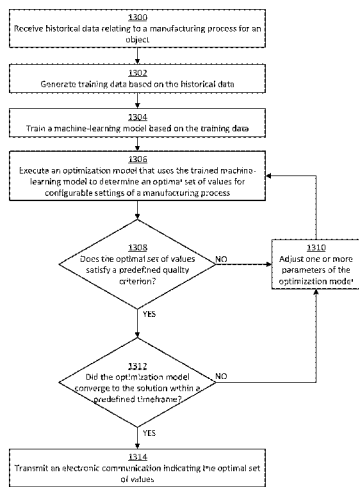 1300
Receive historical data relating to a manufacturing process for an
object
1302
Generate training data based on the historical data
1304
Train a machine-learning model based on the training data
1306
Execute an optimization model that uses the trained machine-
learning model to determine an optimal set of values for
configurable settings of a manufacturing process
1308
Does the optimal set of values
satisfy a predefined quality
criterion?
NO
1310
Adjust one or more
parameters of the
optimization model
YES
1312
Did the optimization model
converge to the solution within a
predefined timeframe?
NO
YES
1314
Transmit an electronic communication indicating the optimal set
of values